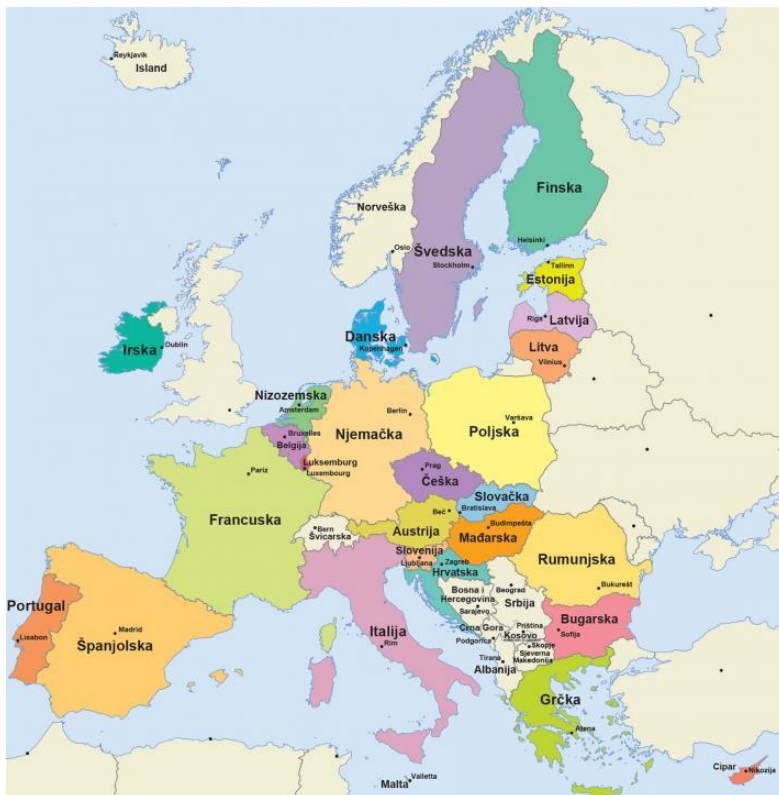 Reykjavik
Island
Finska
Norveška
Helsinki
Oslo
Švedska
Stockholm
Tallinn
Estonija
Riga
Latvija
Danska
Kopenhagen
Irska
Dublin
Litva
Vilnius
Nizozemska
Amsterdam
Berlin
Varšava
Poljska
Njemačka
Bruxelles
Belgija
Luksemburg
Luxembourg
Prag
Češka
Pariz
Slovačka
Bratislava
Beč
Francuska
Bern
Švicarska
Austrija
Budimpešta
Mađarska
Slovenija
Ljubljana
Zagreb
Hrvatska
Rumunjska
Bukurešt
Bosna i
Hercegovina
Sarajevo
Beograd
Srbija
Portugal
Lisabon
Madrid
Španjolska
Italija
Rim
Crna Gora
Podgorica
Priština
Kosovo
Bugarska
Sofija
Skopje
Sjeverna
Makedonija
Tirana
Albanija
Grčka
Atena
Cipar
Nikozija
Malta
Valletta